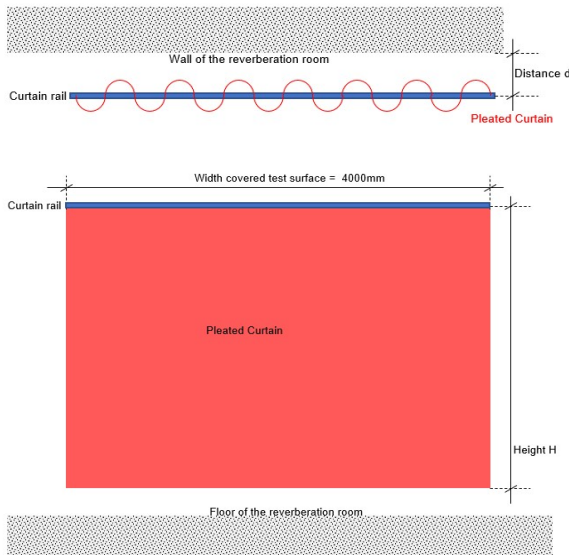 Wall of the reverberation room
Distance d
Curtain rail
Pleated Curtain
Width covered test surface = 4000mm
Curtain rail
Pleated Curtain
Height H
Floor of the reverberation room